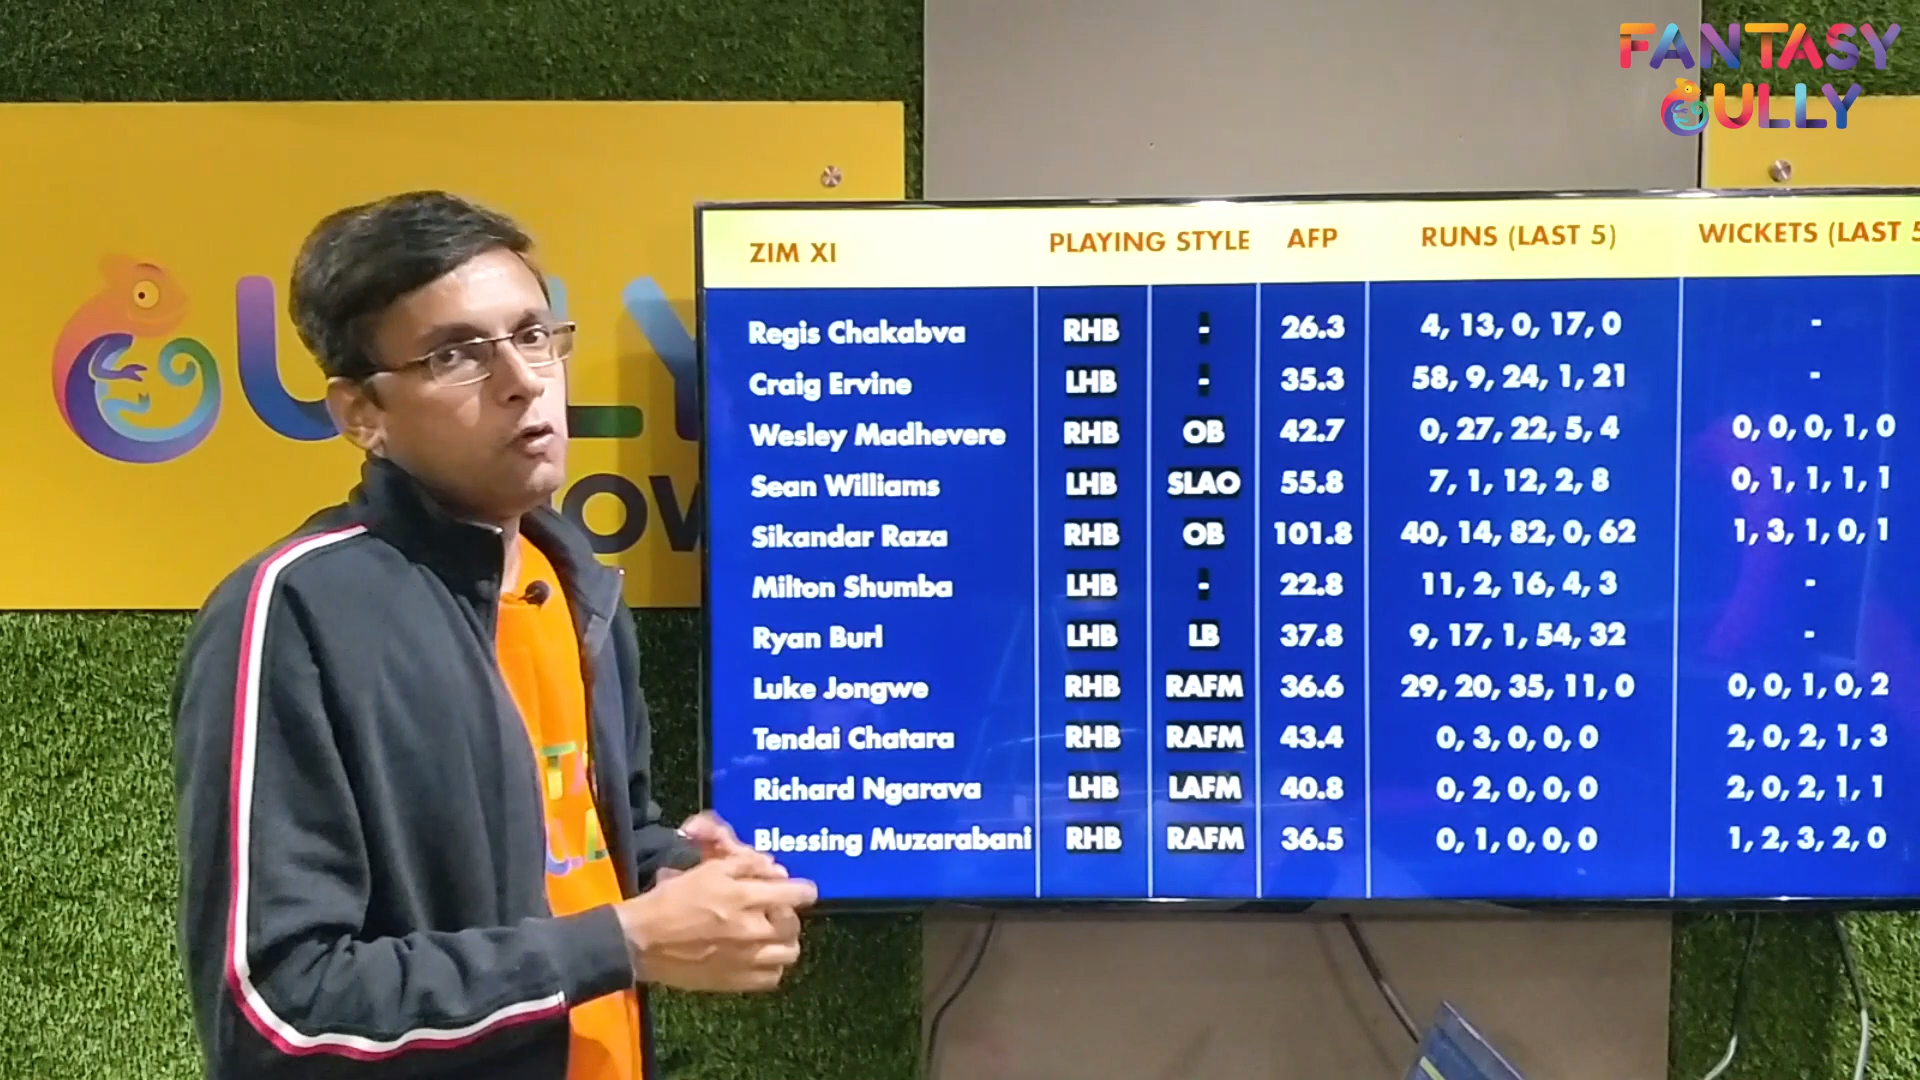 FANTASY
GULLY
ZIM XI PLAYING STYLE AFP RUNS (LAST 5) WICKETS (LAST 5
Regis Chakabva RHB - 26.3 4, 13, 0, 17, 0 -
Craig Ervine LHB - 35.3 58, 9, 24, 1, 21 -
Wesley Madhevere RHB OB 42.7 0, 27, 22, 5, 4 0, 0, 0, 1, 0
Sean Williams LHB SLAO 55.8 7, 1, 12, 2, 8 0, 1, 1, 1, 1
Sikandar Raza RHB OB 101.8 40, 14, 82, 0, 62 1, 3, 1, 0, 1
Milton Shumba LHB - 22.8 11, 2, 16, 4, 3 -
Ryan Burl LHB LB 37.8 9, 17, 1, 54, 32 -
Luke Jongwe RHB RAFM 36.6 29, 20, 35, 11, 0 0, 0, 1, 0, 2
Tendai Chatara RHB RAFM 43.4 0, 3, 0, 0, 0 2, 0, 2, 1, 3
Richard Ngarava LHB LAFM 40.8 0, 2, 0, 0, 0 2, 0, 2, 1, 1
Blessing Muzarabani RHB RAFM 36.5 0, 1, 0, 0, 0 1, 2, 3, 2, 0